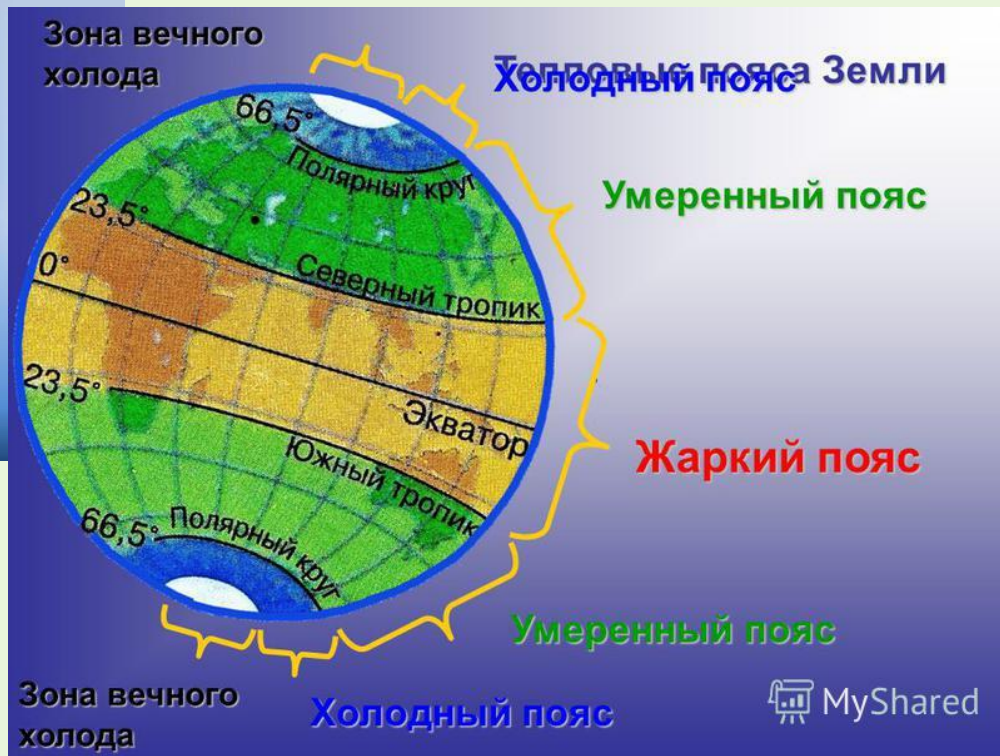 Зона вечного
холода
Тепловые пояса Земли
Холодный пояс
66,5°
Полярный круг
Умеренный пояс
23,5°
0°
Северный тропик
23,5°
Экватор
Жаркий пояс
Южный тропик
66,5°
Полярный круг
Умеренный пояс
Зона вечного
холода
Холодный пояс
MyShared